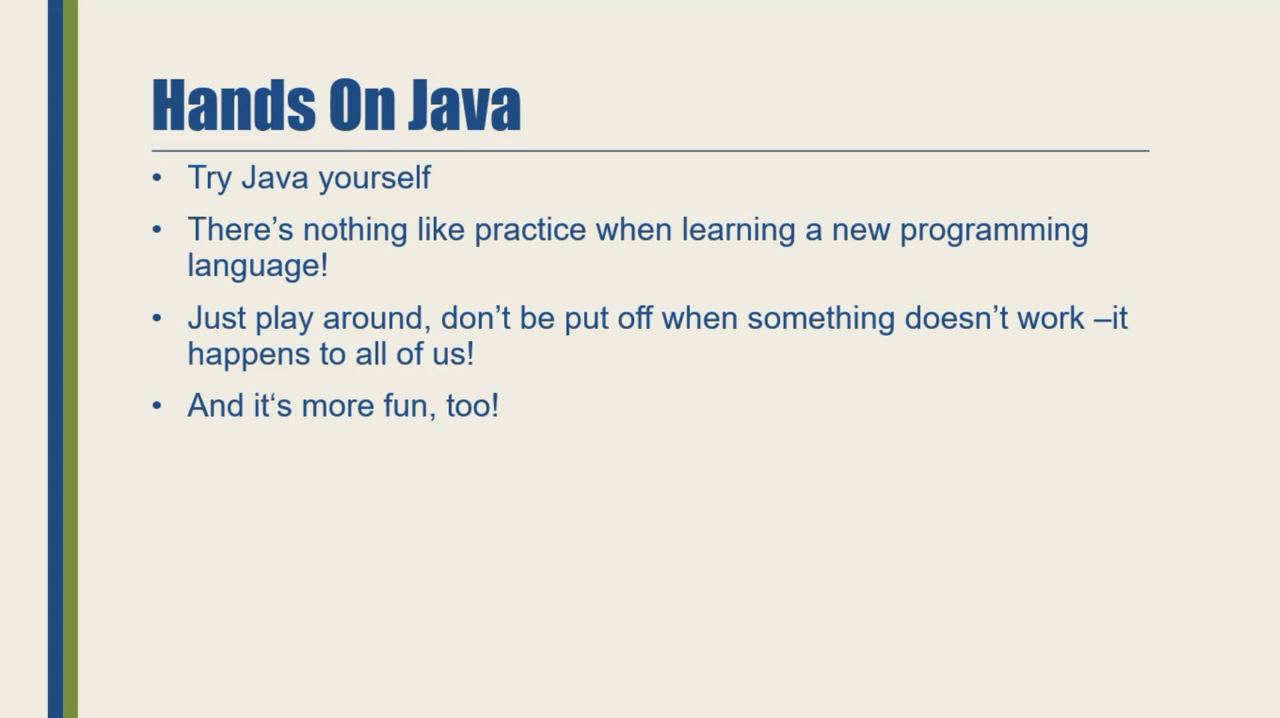 Hands On Java
• Try Java yourself
• There’s nothing like practice when learning a new programming
language!
• Just play around, don’t be put off when something doesn’t work –it
happens to all of us!
• And it‘s more fun, too!